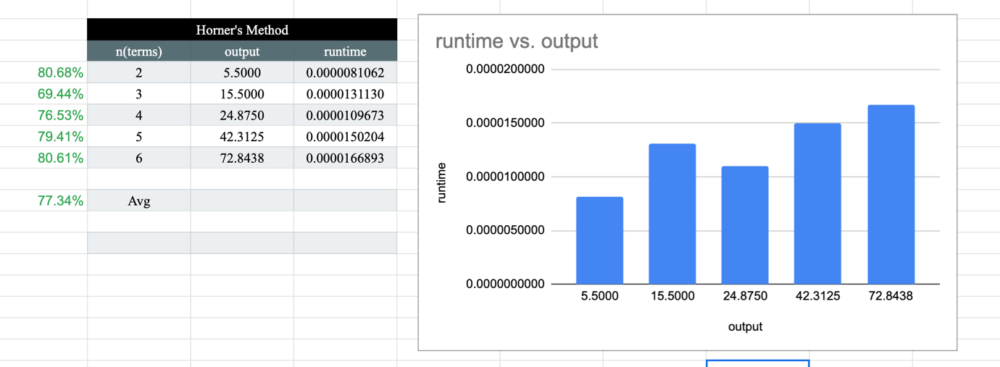 Horner's Method
n(terms) output runtime
80.68% 2 5.5000 0.0000081062
69.44% 3 15.5000 0.0000131130
76.53% 4 24.8750 0.0000109673
79.41% 5 42.3125 0.0000150204
80.61% 6 72.8438 0.0000166893
77.34% Avg
runtime vs. output
0.0000200000
0.0000150000
0.0000100000
0.0000050000
0.0000000000
runtime
5.5000 15.5000 24.8750 42.3125 72.8438
output